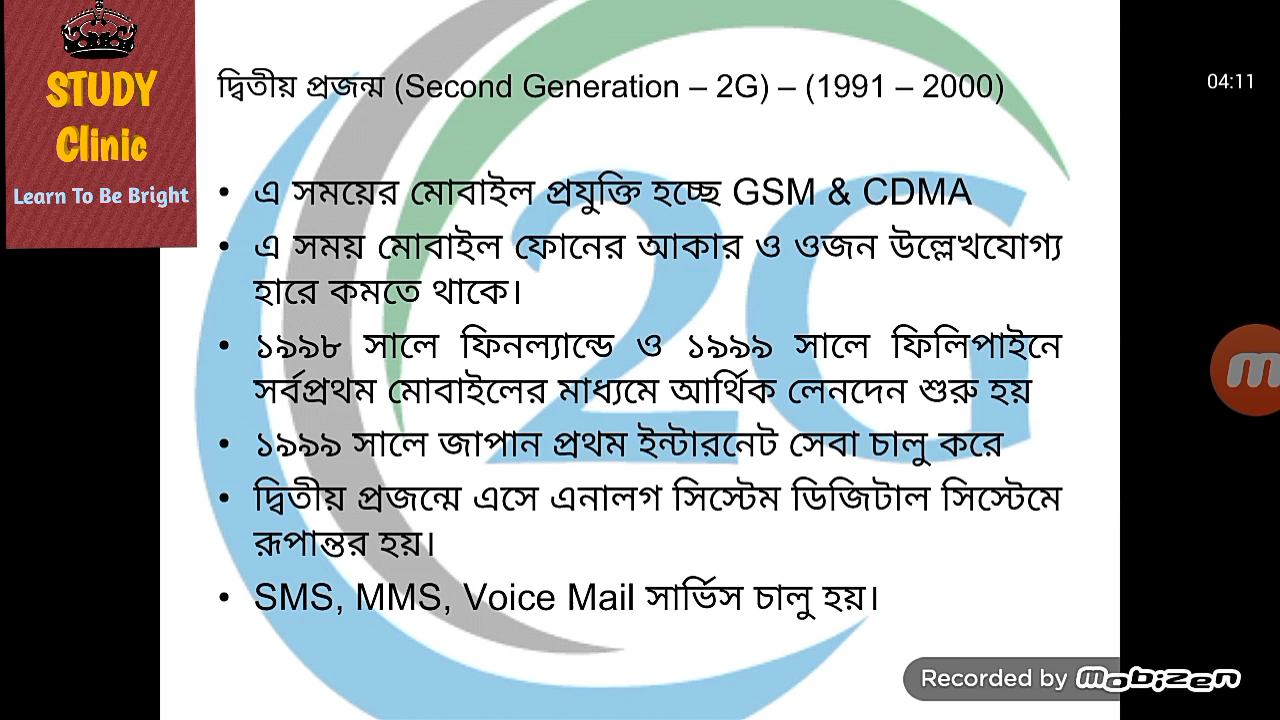 STUDY
Clinic
Learn To Be Bright
দ্বিতীয় প্রজন্ম (Second Generation – 2G) – (1991 – 2000)
04:11
• এ সময়ের মোবাইল প্রযুক্তি হচ্ছে GSM & CDMA
• এ সময় মোবাইল ফোনের আকার ও ওজন উল্লেখযোগ্য
হারে কমতে থাকে।
• ১৯৯৮ সালে ফিনল্যান্ডে ও ১৯৯৯ সালে ফিলিপাইনে
সর্বপ্রথম মোবাইলের মাধ্যমে আর্থিক লেনদেন শুরু হয়
• ১৯৯৯ সালে জাপান প্রথম ইন্টারনেট সেবা চালু করে
• দ্বিতীয় প্রজন্মে এসে এনালগ সিস্টেম ডিজিটাল সিস্টেমে
রূপান্তর হয়।
• SMS, MMS, Voice Mail সার্ভিস চালু হয়।
2G
m
Recorded by mobizen